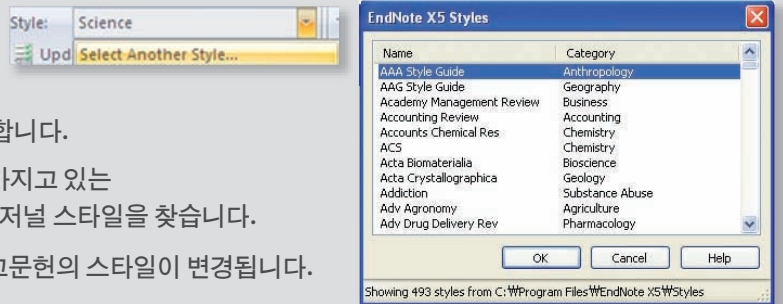 Style: Science
Upd Select Another Style...
합니다.
가지고 있는
저널 스타일을 찾습니다.
고문헌의 스타일이 변경됩니다.
EndNote X5 Styles
Name Category
AAA Style Guide Anthropology
AAG Style Guide Geography
Academy Management Review Business
Accounting Review Accounting
Accounts Chemical Res Chemistry
ACS Chemistry
Acta Biomaterialia Bioscience
Acta Crystallographica Geology
Addiction Substance Abuse
Adv Agronomy Agriculture
Adv Drug Delivery Rev Pharmacology
OK Cancel Help
Showing 493 styles from C:₩Program Files₩EndNote X5₩Styles